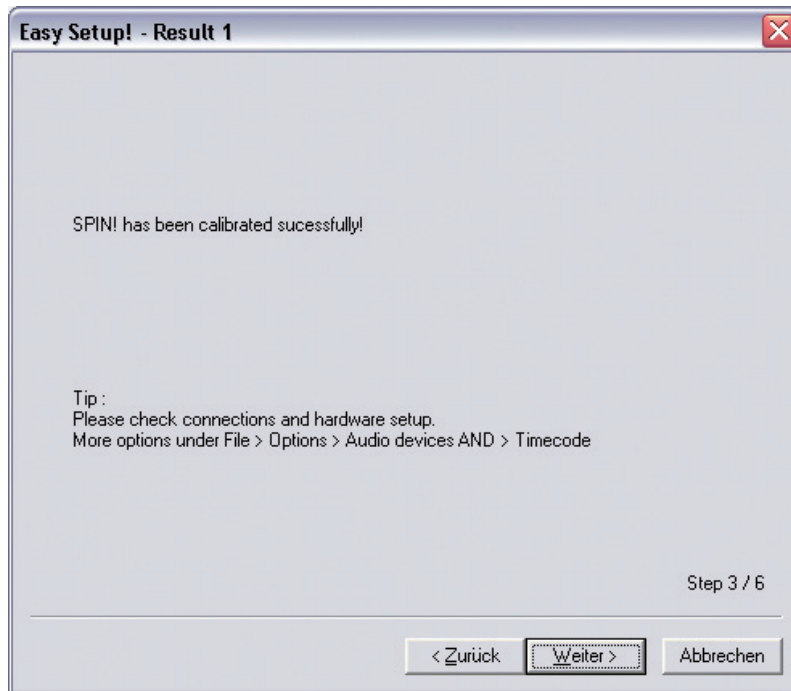 Easy Setup! - Result 1
SPIN! has been calibrated sucessfully!
Tip :
Please check connections and hardware setup.
More options under File > Options > Audio devices AND > Timecode
Step 3 / 6
< Zurück
Weiter >
Abbrechen